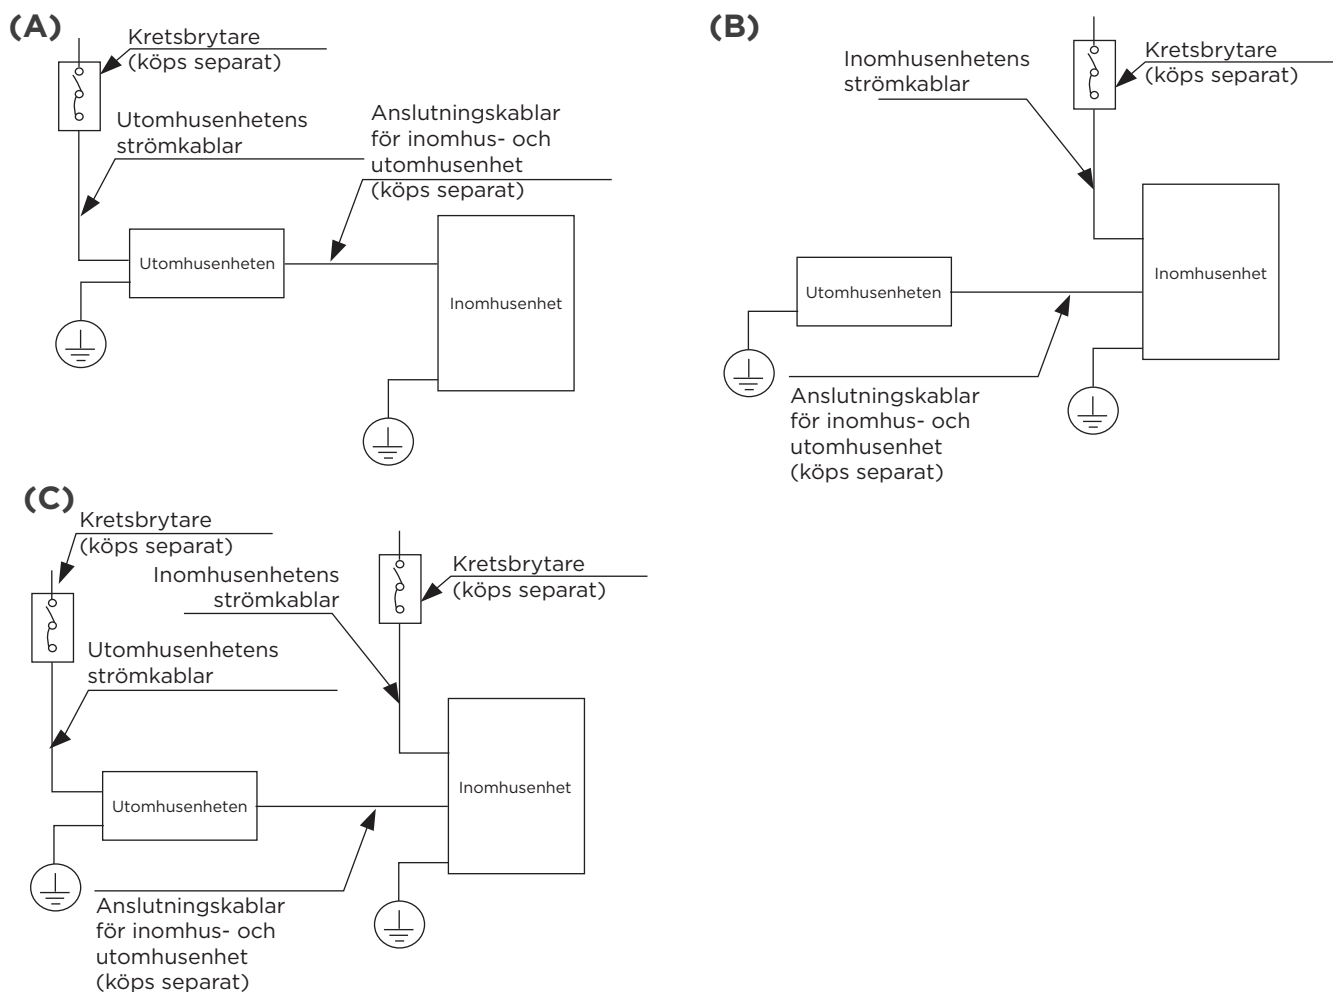 (A)
Kretsbrytare
(köps separat)
Utomhusenhetens
strömkablar
Anslutningskablar
för inomhus- och
utomhusenhet
(köps separat)
Utomhusenheten
Inomhusenhet
(B)
Inomhusenhetens
strömkablar
Kretsbrytare
(köps separat)
Utomhusenheten
Inomhusenhet
Anslutningskablar
för inomhus- och
utomhusenhet
(köps separat)
(C)
Kretsbrytare
(köps separat)
Inomhusenhetens
strömkablar
Kretsbrytare
(köps separat)
Utomhusenhetens
strömkablar
Utomhusenheten
Inomhusenhet
Anslutningskablar
för inomhus- och
utomhusenhet
(köps separat)